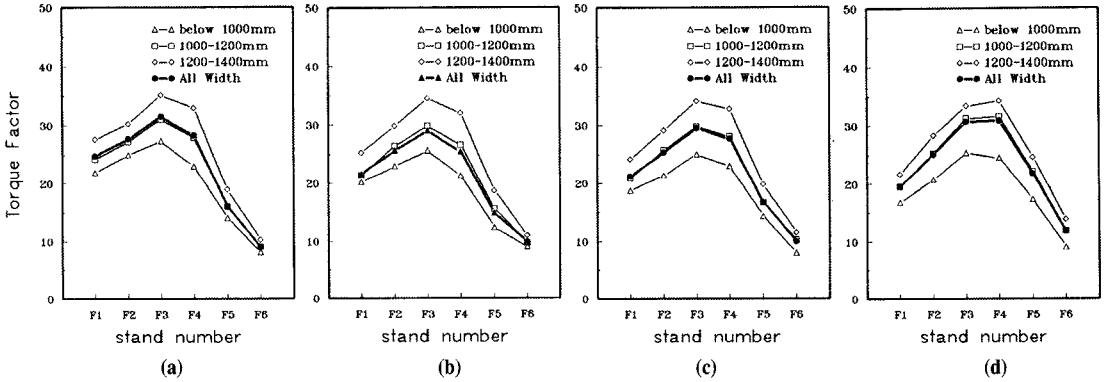 Torque Factor
50
40
30
20
10
0
below 1000mm
1000-1200mm
1200-1400mm
All Width
F1 F2 F3 F4 F5 F6
stand number
(a)
50
40
30
20
10
0
below 1000mm
1000-1200mm
1200-1400mm
All Width
F1 F2 F3 F4 F5 F6
stand number
(b)
50
40
30
20
10
0
below 1000mm
1000-1200mm
1200-1400mm
All Width
F1 F2 F3 F4 F5 F6
stand number
(c)
50
40
30
20
10
0
below 1000mm
1000-1200mm
1200-1400mm
All Width
F1 F2 F3 F4 F5 F6
stand number
(d)